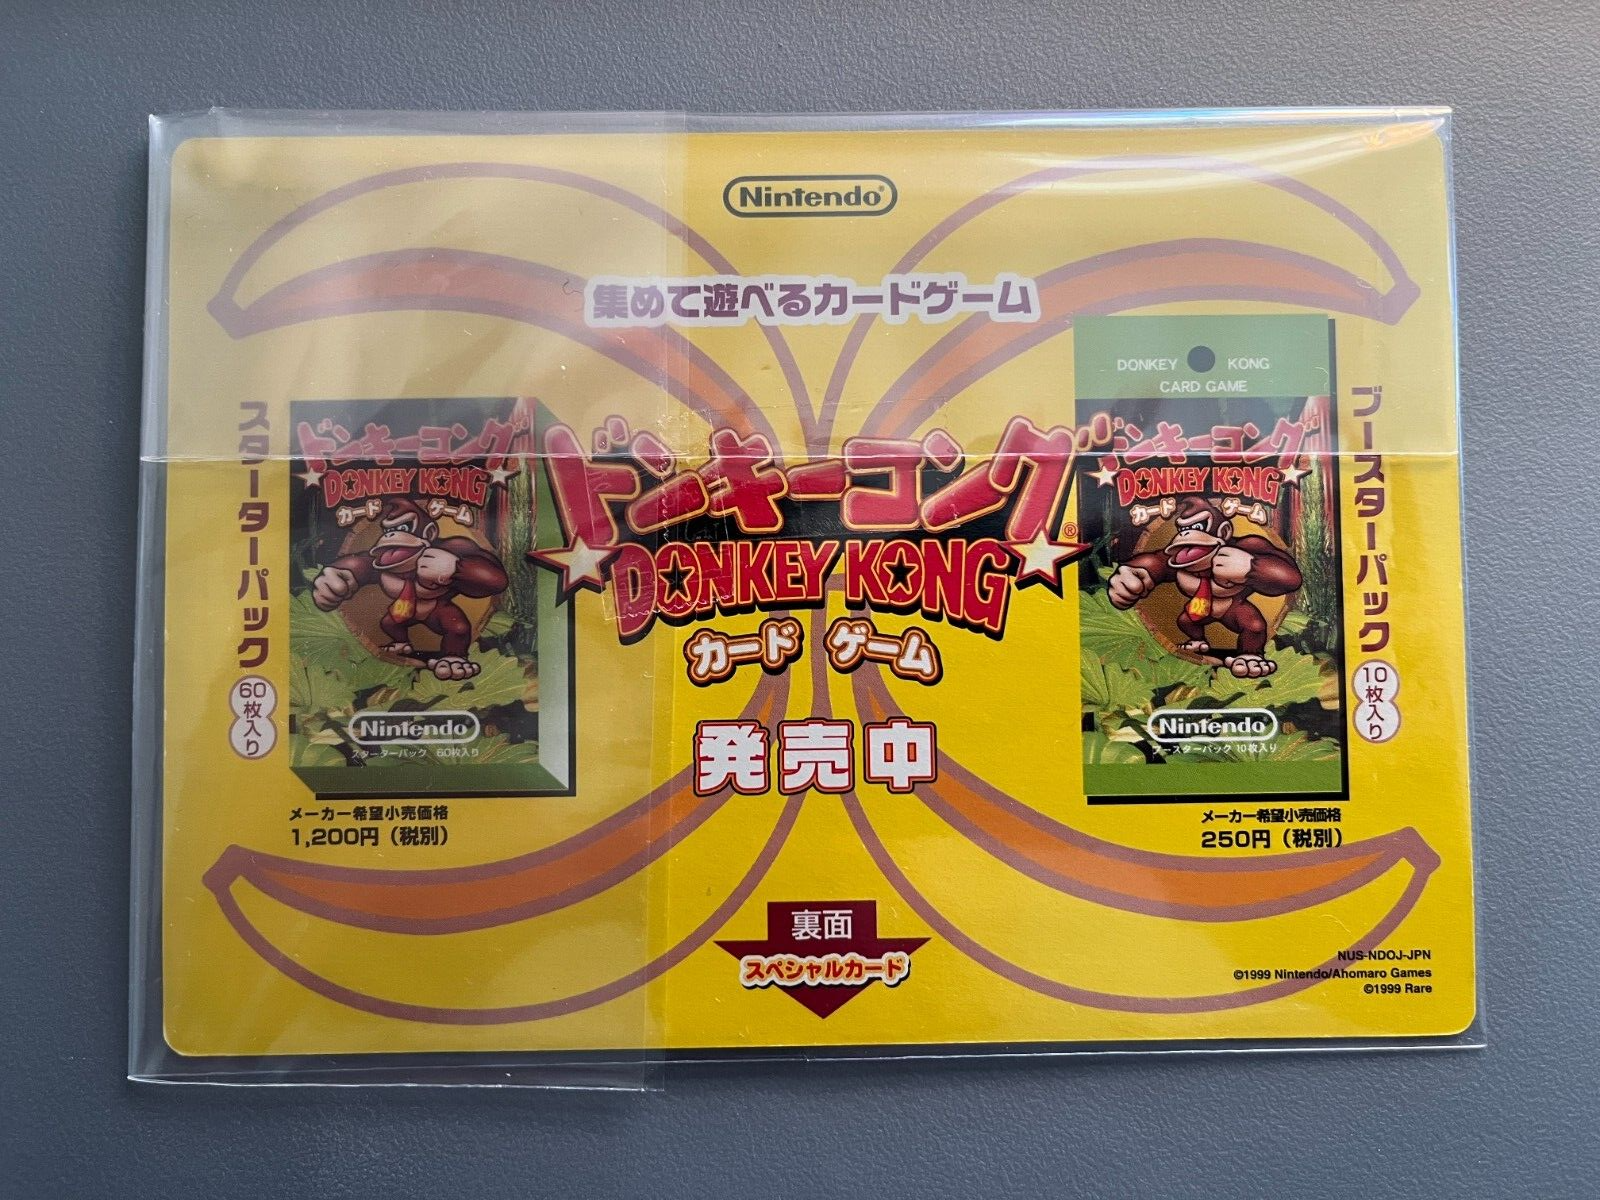 Nintendo®
集めて遊べるカードゲーム
スターターパック
60枚入り
ドンキーコング
DONKEY KONG
カード ゲーム
Nintendo®
スターターパック 60枚入り
メーカー希望小売価格
1,200円（税別）
ドンキーコング®
DONKEY KONG
カード ゲーム
発売中
裏面
スペシャルカード
DONKEY KONG
CARD GAME
ドンキーコング
DONKEY KONG
カード ゲーム
DK
Nintendo®
ブースターパック 10枚入り
ブースターパック
10枚入り
メーカー希望小売価格
250円（税別）
NUS-NDOJ-JPN
©1999 Nintendo/Ahomaro Games
©1999 Rare